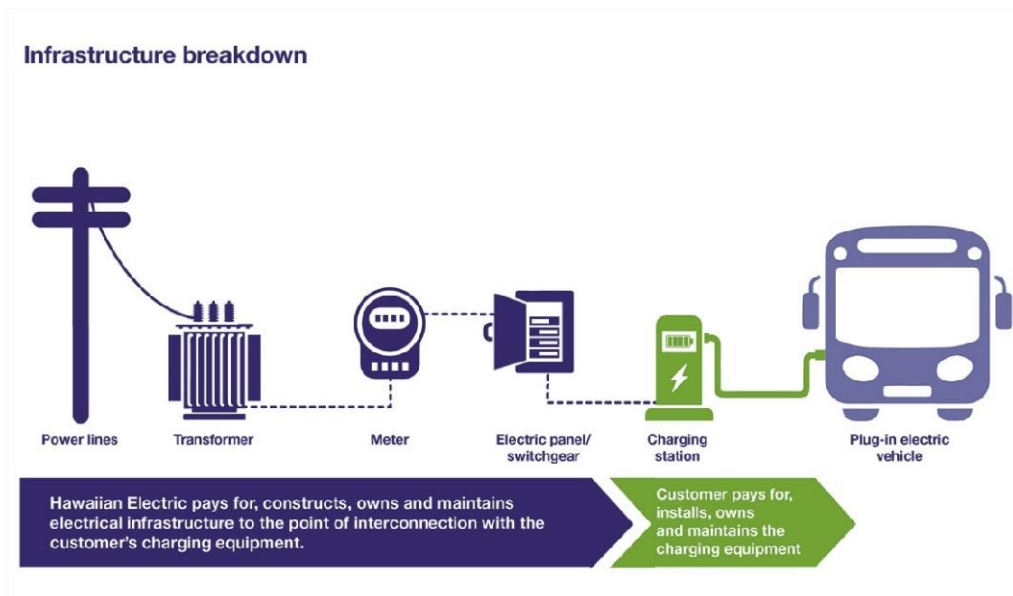 Infrastructure breakdown
Power lines
Transformer
Meter
Electric panel/
switchgear
Charging
station
Plug-in electric
vehicle
Hawaiian Electric pays for, constructs, owns and maintains
electrical infrastructure to the point of interconnection with the
customer's charging equipment.
Customer pays for,
installs, owns
and maintains the
charging equipment